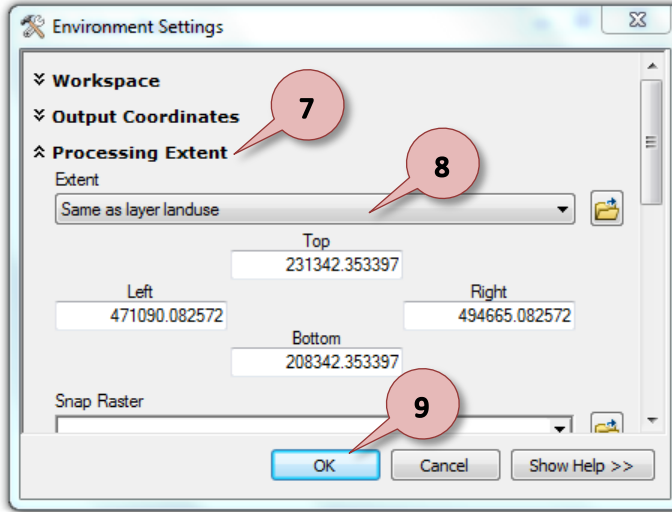 Environment Settings
Workspace
Output Coordinates
7
Processing Extent
Extent
8
Same as layer landuse
Top
231342.353397
Left
Right
471090.082572
494665.082572
Bottom
208342.353397
Snap Raster
9
OK
Cancel
Show Help >>